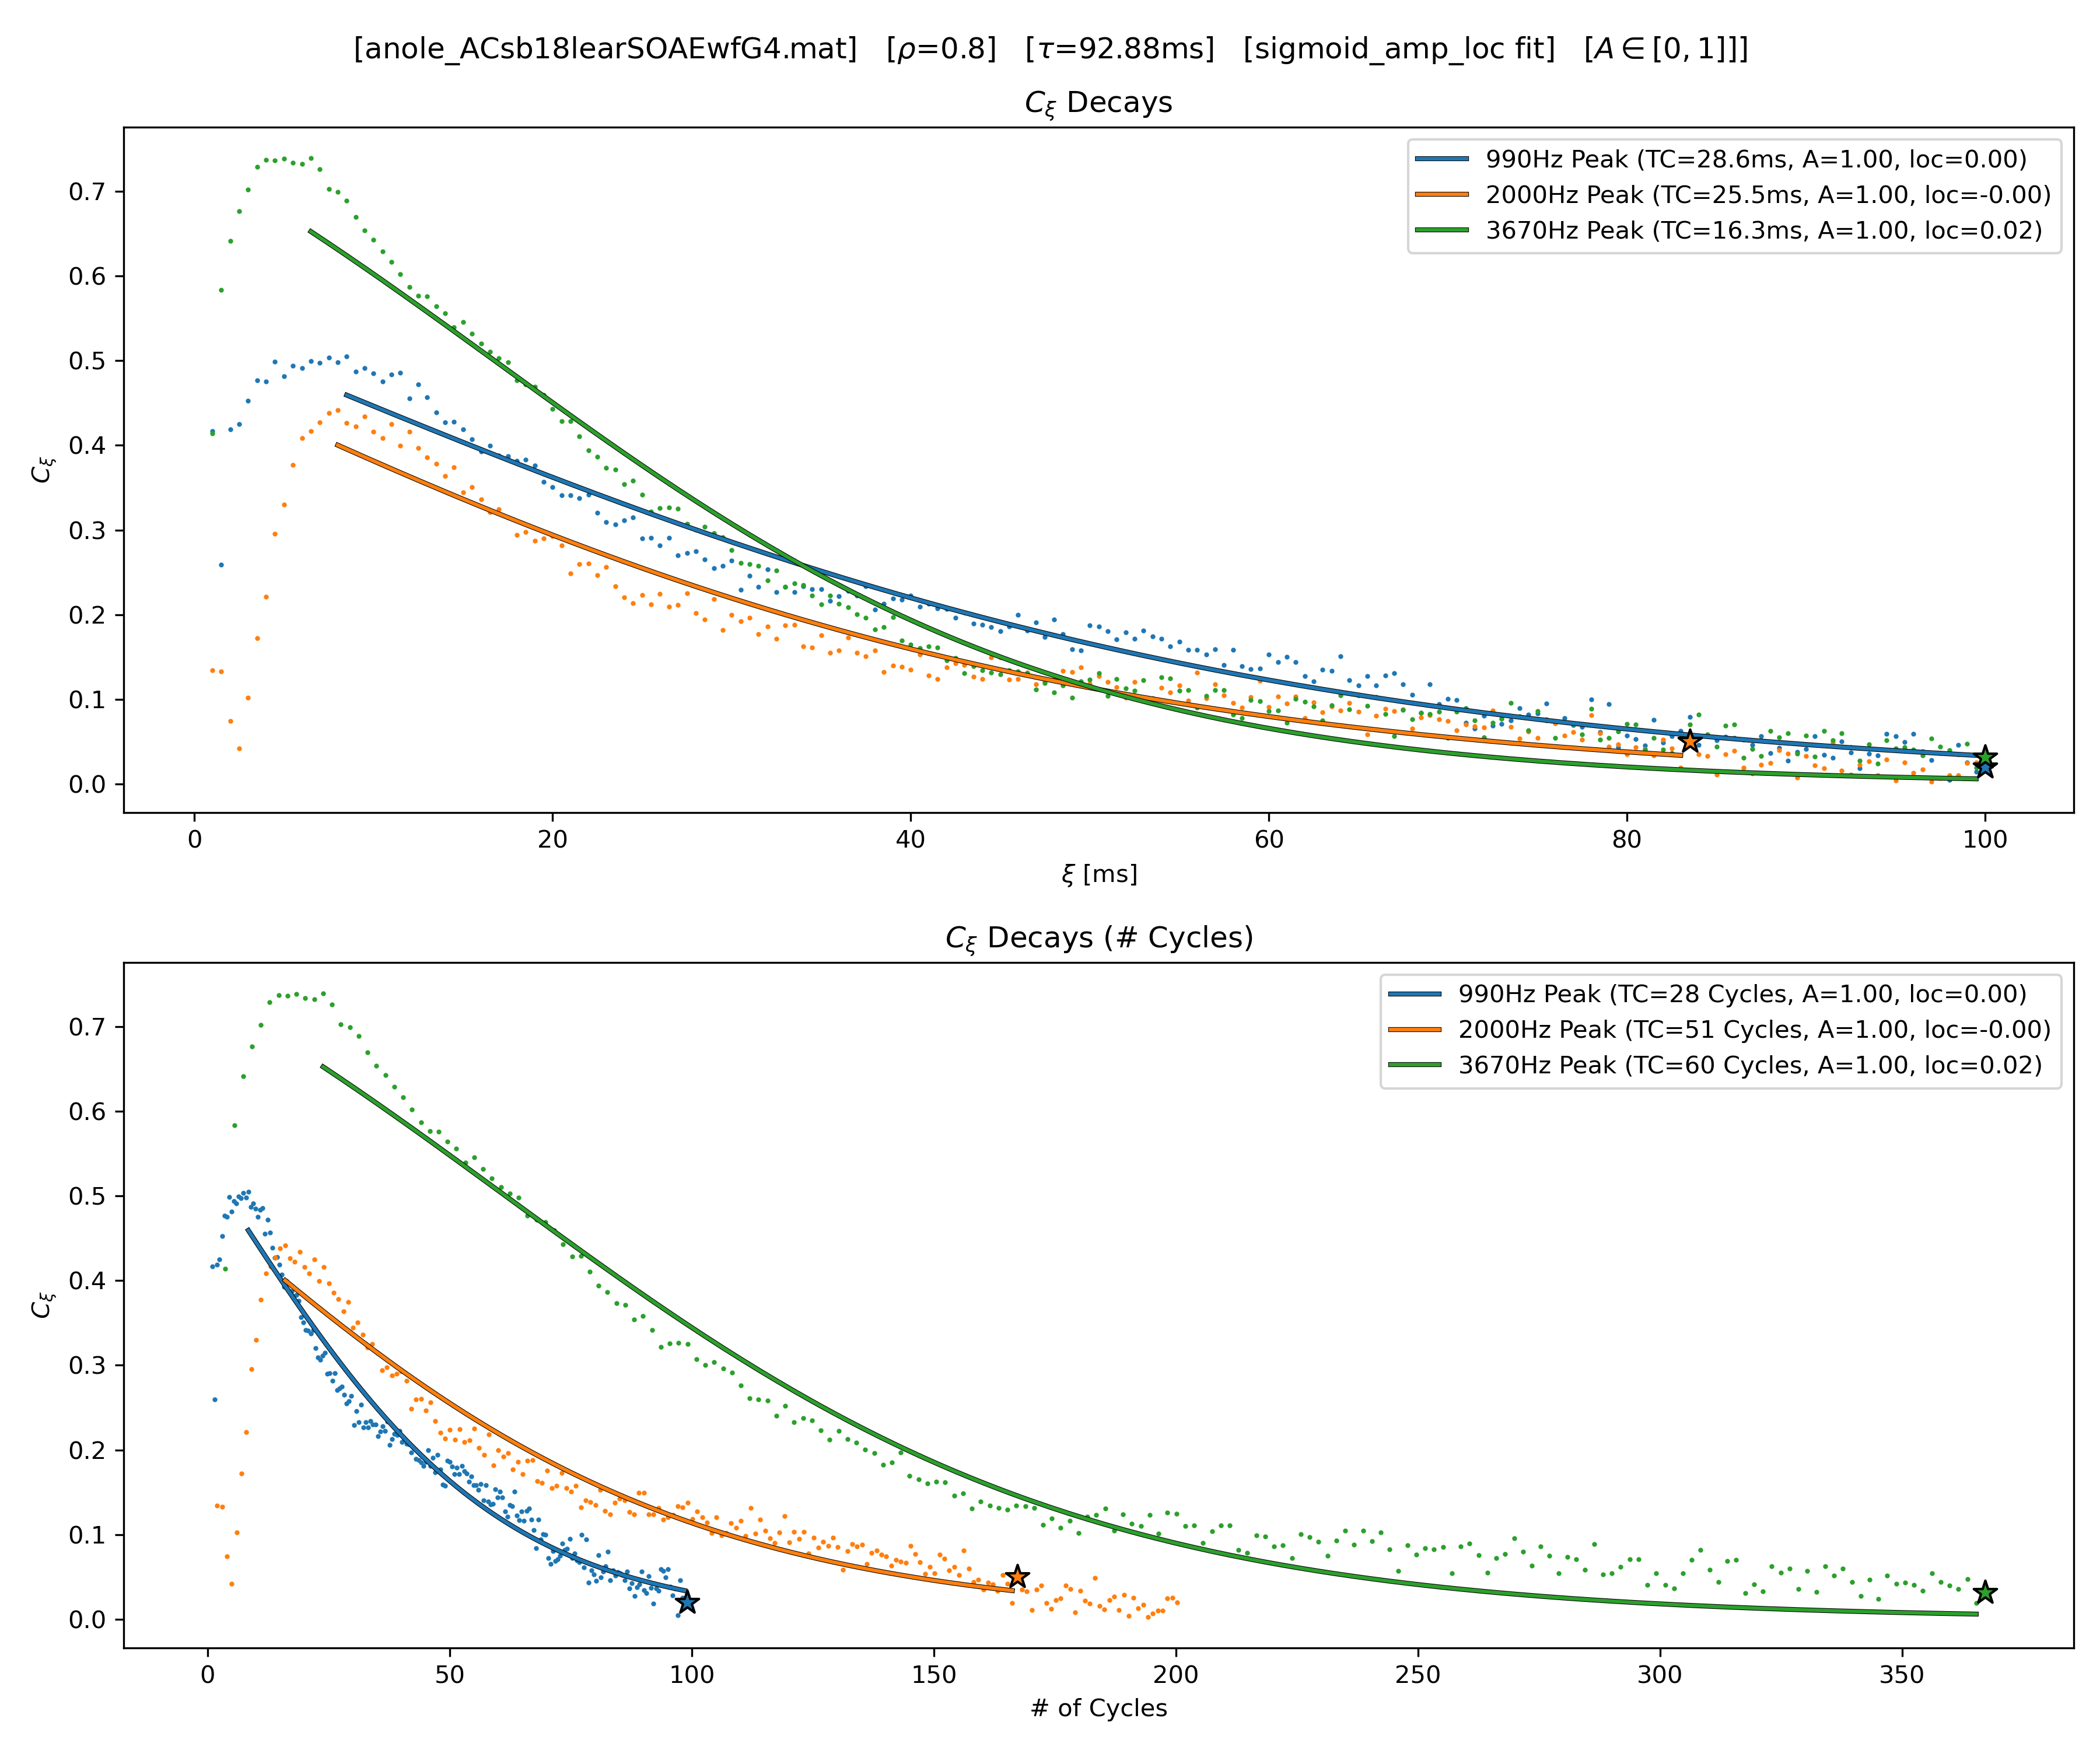 [anole_ACsb18learSOAEwfG4.mat]   [ρ=0.8]   [τ=92.88ms]   [sigmoid_amp_loc fit]   [A ∈ [0, 1]]]
C_ξ Decays
990Hz Peak (TC=28.6ms, A=1.00, loc=0.00)
2000Hz Peak (TC=25.5ms, A=1.00, loc=-0.00)
3670Hz Peak (TC=16.3ms, A=1.00, loc=0.02)
0.7
0.6
0.5
0.4
0.3
0.2
0.1
0.0
C_ξ
0 20 40 60 80 100
ξ [ms]
C_ξ Decays (# Cycles)
990Hz Peak (TC=28 Cycles, A=1.00, loc=0.00)
2000Hz Peak (TC=51 Cycles, A=1.00, loc=-0.00)
3670Hz Peak (TC=60 Cycles, A=1.00, loc=0.02)
0.7
0.6
0.5
0.4
0.3
0.2
0.1
0.0
C_ξ
0 50 100 150 200 250 300 350
# of Cycles